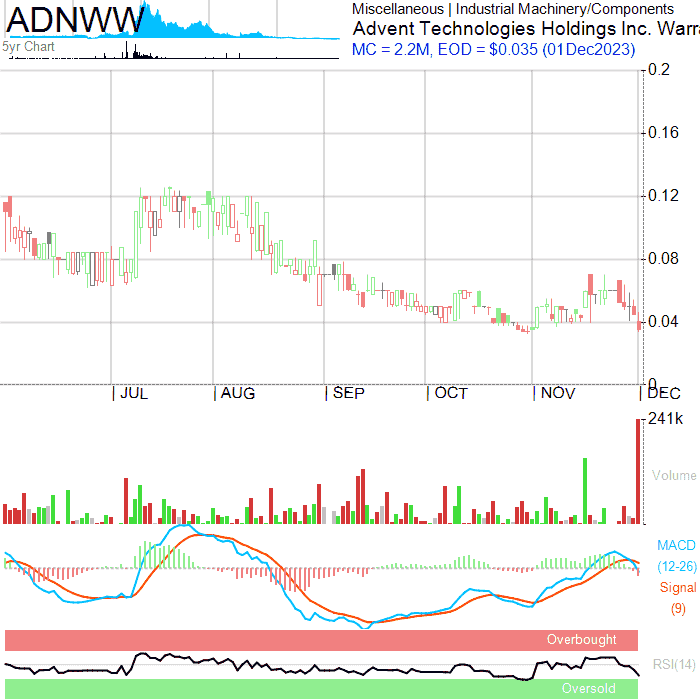 ADNWW
5yr Chart
Miscellaneous | Industrial Machinery/Components
Advent Technologies Holdings Inc. Warra
MC = 2.2M, EOD = $0.035 (01Dec2023)
0.2
0.16
0.12
0.08
0.04
0
JUL AUG SEP OCT NOV DEC
241k
Volume
MACD
(12-26)
Signal
(9)
Overbought
RSI(14)
Oversold